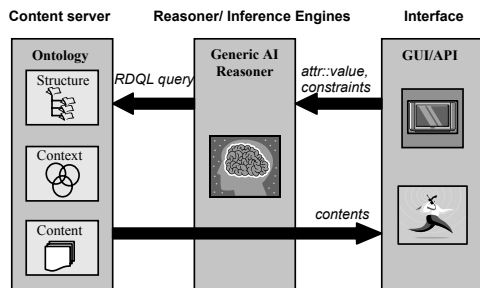 Content server
Reasoner/ Inference Engines
Interface
Ontology
Structure
Context
Content
RDQL query
Generic AI
Reasoner
attr::value,
constraints
contents
GUI/API